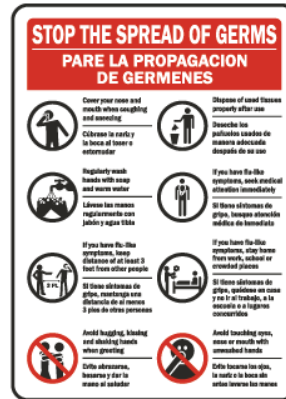 STOP THE SPREAD OF GERMS
PARE LA PROPAGACION
DE GERMENES
Cover your nose and
mouth when coughing
and sneezing
Cúbrase la nariz y
la boca al toser o
estornudar
Dispose of used tissues
properly after use
Deseche los
pañuelos usados de
manera adecuada
después de su uso
Regularly wash
hands with soap
and warm water
Lávese las manos
regularmente con
jabón y agua tibia
If you have flu-like
symptoms, seek medical
attention immediately
Si tiene síntomas de
gripe, busque atención
médica de inmediato
If you have flu-like
symptoms, keep
distance of at least 3
feet from other people
Si tiene síntomas de
gripe, mantenga una
distancia de al menos
3 pies de otras personas
3 FT.
If you have flu-like
symptoms, stay home
from work, school or
crowded places
Si tiene síntomas de
gripe, quédese en casa
y no ir al trabajo, a la
escuela o a lugares
concurridos
Avoid hugging, kissing
and shaking hands
when greeting
Evite abrazarse,
besarse y dar la
mano al saludar
Avoid touching eyes,
nose or mouth with
unwashed hands
Evite tocarse los ojos,
la nariz o la boca sin
antes lavarse las manos